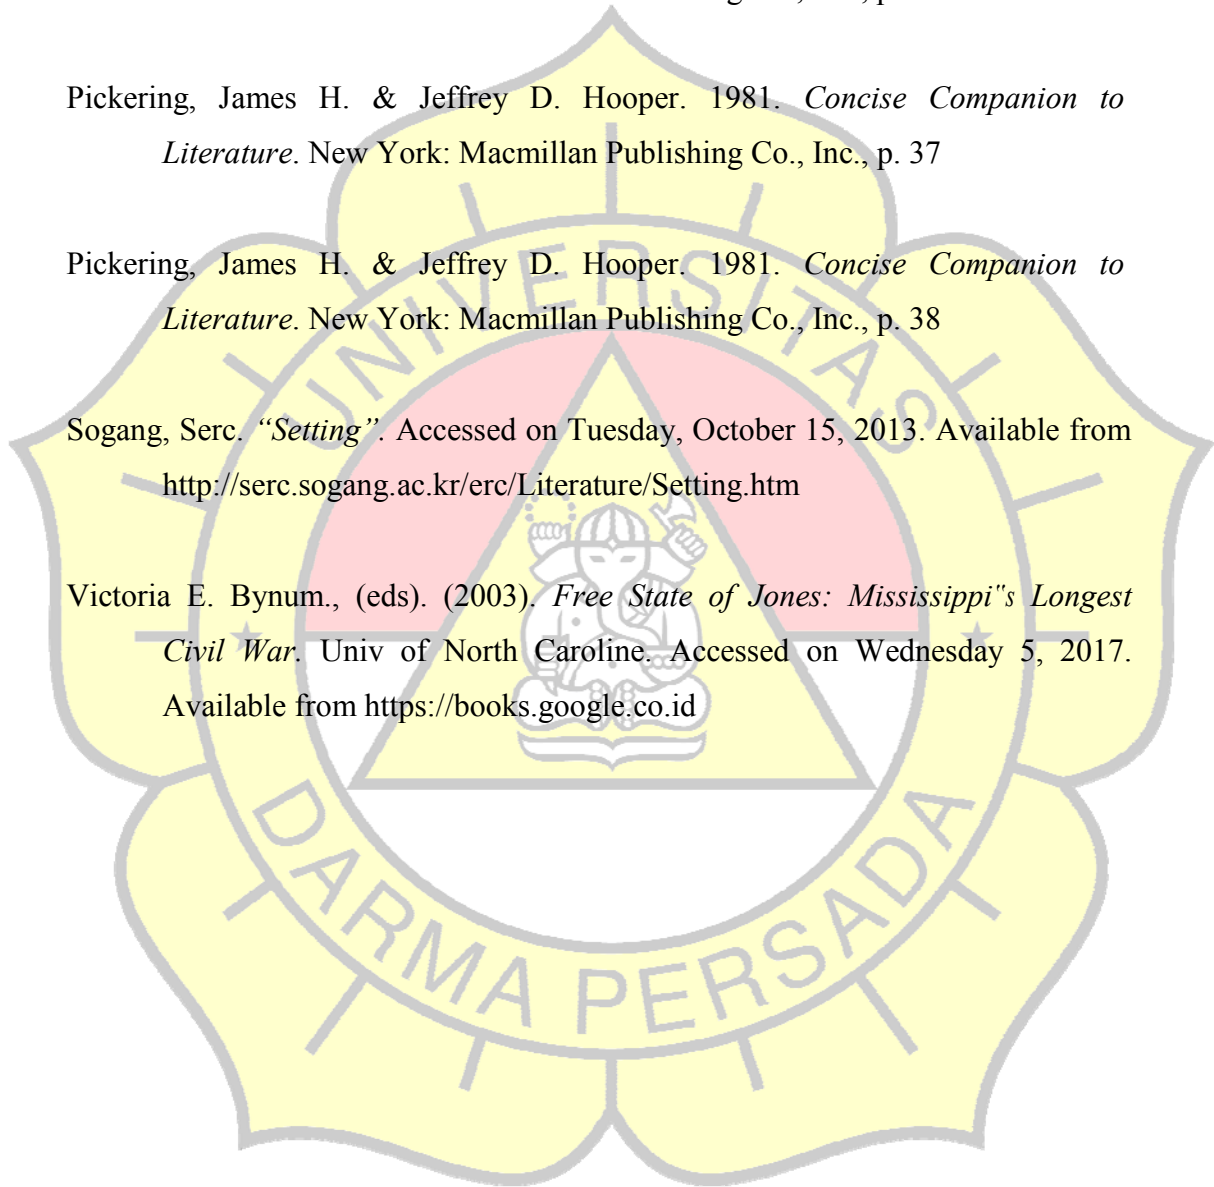 Pickering, James H. & Jeffrey D. Hooper. 1981. Concise Companion to
Literature. New York: Macmillan Publishing Co., Inc., p. 37
Pickering, James H. & Jeffrey D. Hooper. 1981. Concise Companion to
Literature. New York: Macmillan Publishing Co., Inc., p. 38
UNIVERSITAS
Sogang, Serc. “Setting”. Accessed on Tuesday, October 15, 2013. Available from
http://serc.sogang.ac.kr/erc/Literature/Setting.htm
Victoria E. Bynum., (eds). (2003). Free State of Jones: Mississippi‟s Longest
Civil War. Univ of North Caroline. Accessed on Wednesday 5, 2017.
Available from https://books.google.co.id
DARMA PERSADA